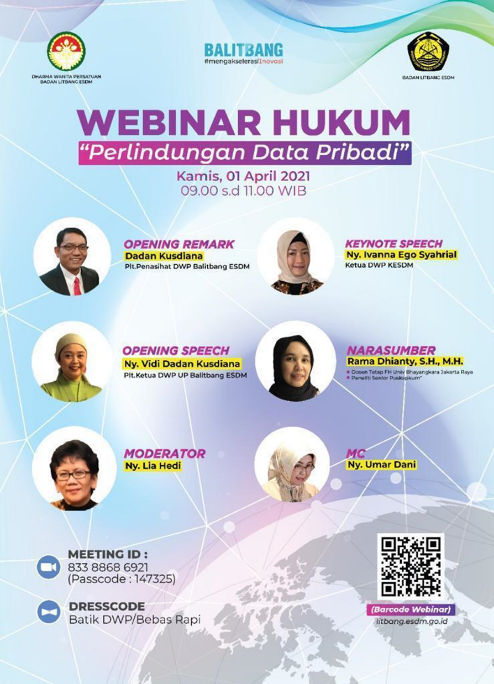 DHARMA WANITA PERSATUAN
BADAN LITBANG ESDM
BALITBANG
#mengakselerasiInovasi
BADAN LITBANG ESDM
WEBINAR HUKUM
“Perlindungan Data Pribadi”
Kamis, 01 April 2021
09.00 s.d 11.00 WIB
OPENING REMARK
Dadan Kusdiana
Plt.Penasihat DWP Balitbang ESDM
KEYNOTE SPEECH
Ny. Ivanna Ego Syahrial
Ketua DWP KESDM
OPENING SPEECH
Ny. Vidi Dadan Kusdiana
Plt.Ketua DWP UP Balitbang ESDM
NARASUMBER
Rama Dhianty, S.H., M.H.
Dosen Tetap FH Univ Bhayangkara Jakarta Raya
Peneliti Senior Puskapkum"
MODERATOR
Ny. Lia Hedi
MC
Ny. Umar Dani
MEETING ID :
833 8868 6921
(Passcode : 147325)
DRESSCODE
Batik DWP/Bebas Rapi
(Barcode Webinar)
litbang.esdm.go.id